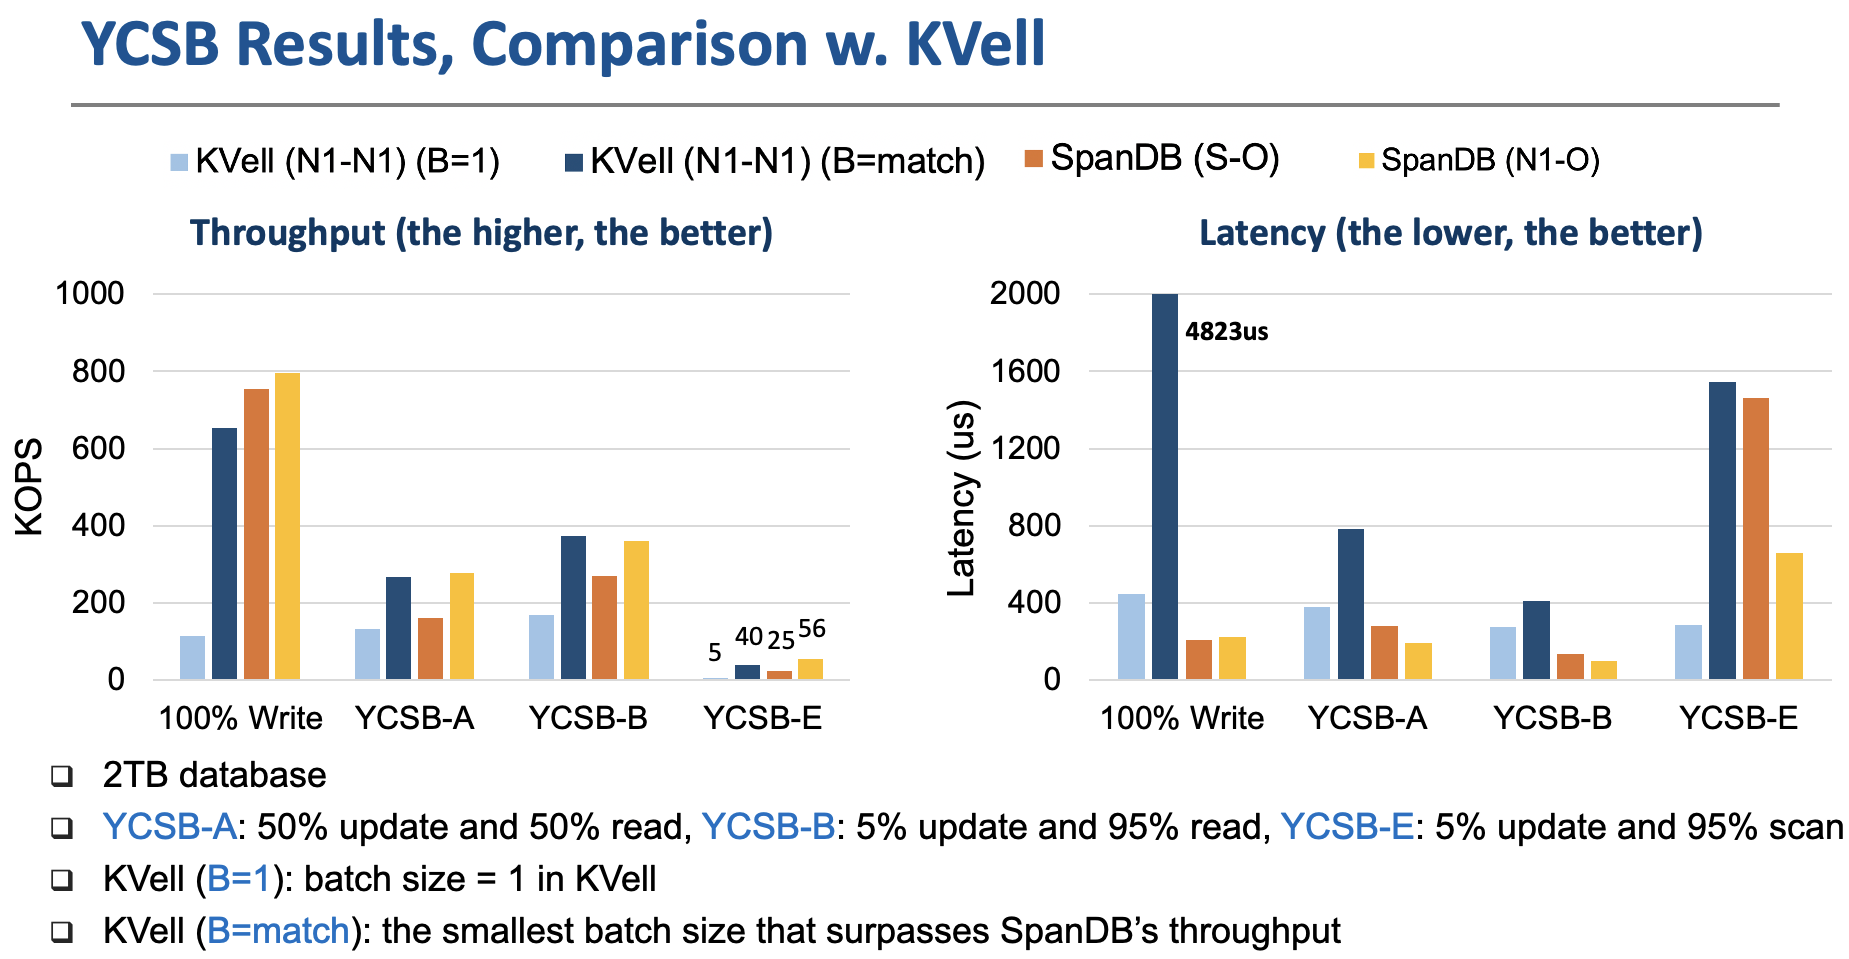 YCSB Results, Comparison w. KVell
KVell (N1-N1) (B=1) KVell (N1-N1) (B=match) SpanDB (S-O) SpanDB (N1-O)
Throughput (the higher, the better)
1000
800
600
400
200
0
KOPS
5 40 25 56
100% Write YCSB-A YCSB-B YCSB-E
Latency (the lower, the better)
2000
1600
1200
800
400
0
Latency (us)
4823us
100% Write YCSB-A YCSB-B YCSB-E
2TB database
YCSB-A: 50% update and 50% read, YCSB-B: 5% update and 95% read, YCSB-E: 5% update and 95% scan
KVell (B=1): batch size = 1 in KVell
KVell (B=match): the smallest batch size that surpasses SpanDB's throughput